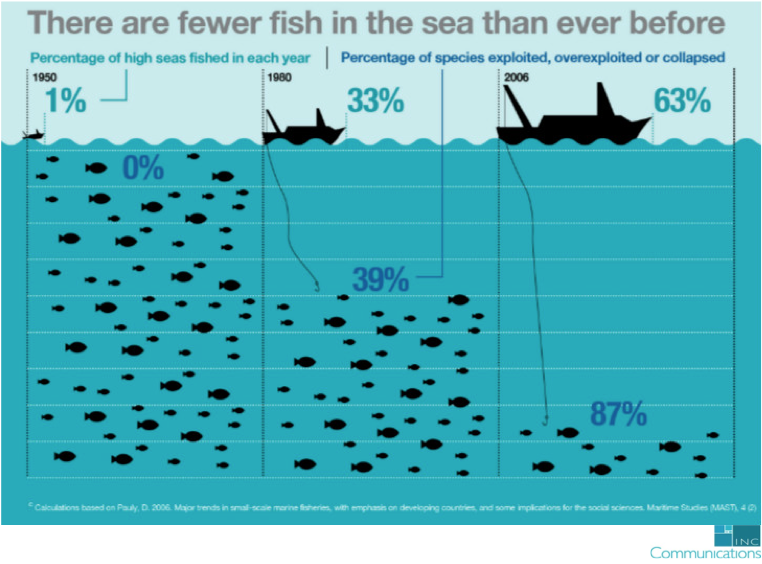 There are fewer fish in the sea than ever before
Percentage of high seas fished in each year
Percentage of species exploited, overexploited or collapsed
1950
1%
1980
33%
2006
63%
0%
39%
87%
c Calculations based on Pauly, D. 2006. Major trends in small-scale marine fisheries, with emphasis on developing countries, and some implications for the social sciences. Maritime Studies (MAST), 4 (2)
INC
Communications